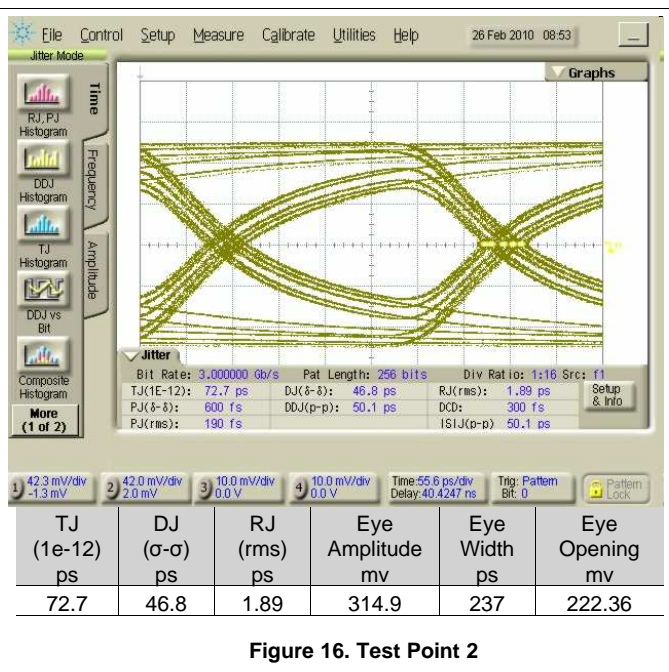 File Control Setup Measure Calibrate Utilities Help 26 Feb 2010 08:53
Jitter Mode
Graphs
Time
Frequency
Amplitude
RJ, PJ
Histogram
DDJ
Histogram
TJ
Histogram
DDJ vs
Bit
Composite
Histogram
More
(1 of 2)
Jitter
Bit Rate: 3.000000 Gb/s Pat Length: 256 bits Div Ratio: 1:16 Src: f1
TJ(1E-12): 72.7 ps DJ(δ-δ): 46.8 ps RJ(rms): 1.89 ps
PJ(δ-δ): 600 fs DDJ(p-p): 50.1 ps DCD: 300 fs
PJ(rms): 190 fs ISIJ(p-p) 50.1 ps
Setup
& Info
1 42.3 mV/div 2 42.0 mV/div 3 10.0 mV/div 4 10.0 mV/div Time:55.6 ps/div Trig: Pattern Pattern
-1.3 mV 2.0 mV 0.0 V 0.0 V Delay:40.4247 ns Bit: 0 Lock
TJ DJ RJ Eye Eye Eye
(1e-12) (σ-σ) (rms) Amplitude Width Opening
ps ps ps mv ps mv
72.7 46.8 1.89 314.9 237 222.36
Figure 16. Test Point 2